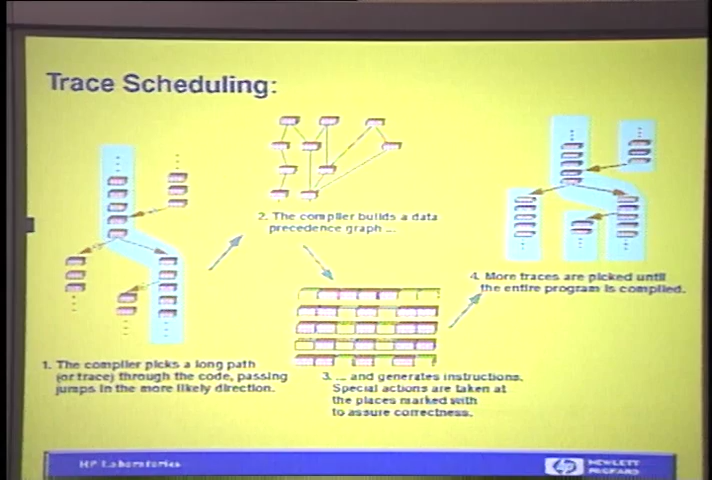 Trace Scheduling:
2. The compiler builds a data
precedence graph ...
4. More traces are picked until
the entire program is compiled.
1. The compiler picks a long path
(or trace) through the code, passing
jumps in the more likely direction.
3. ... and generates instructions.
Special actions are taken at
the places marked with
to assure correctness.
HP Laboratories
hp HEWLETT
PACKARD